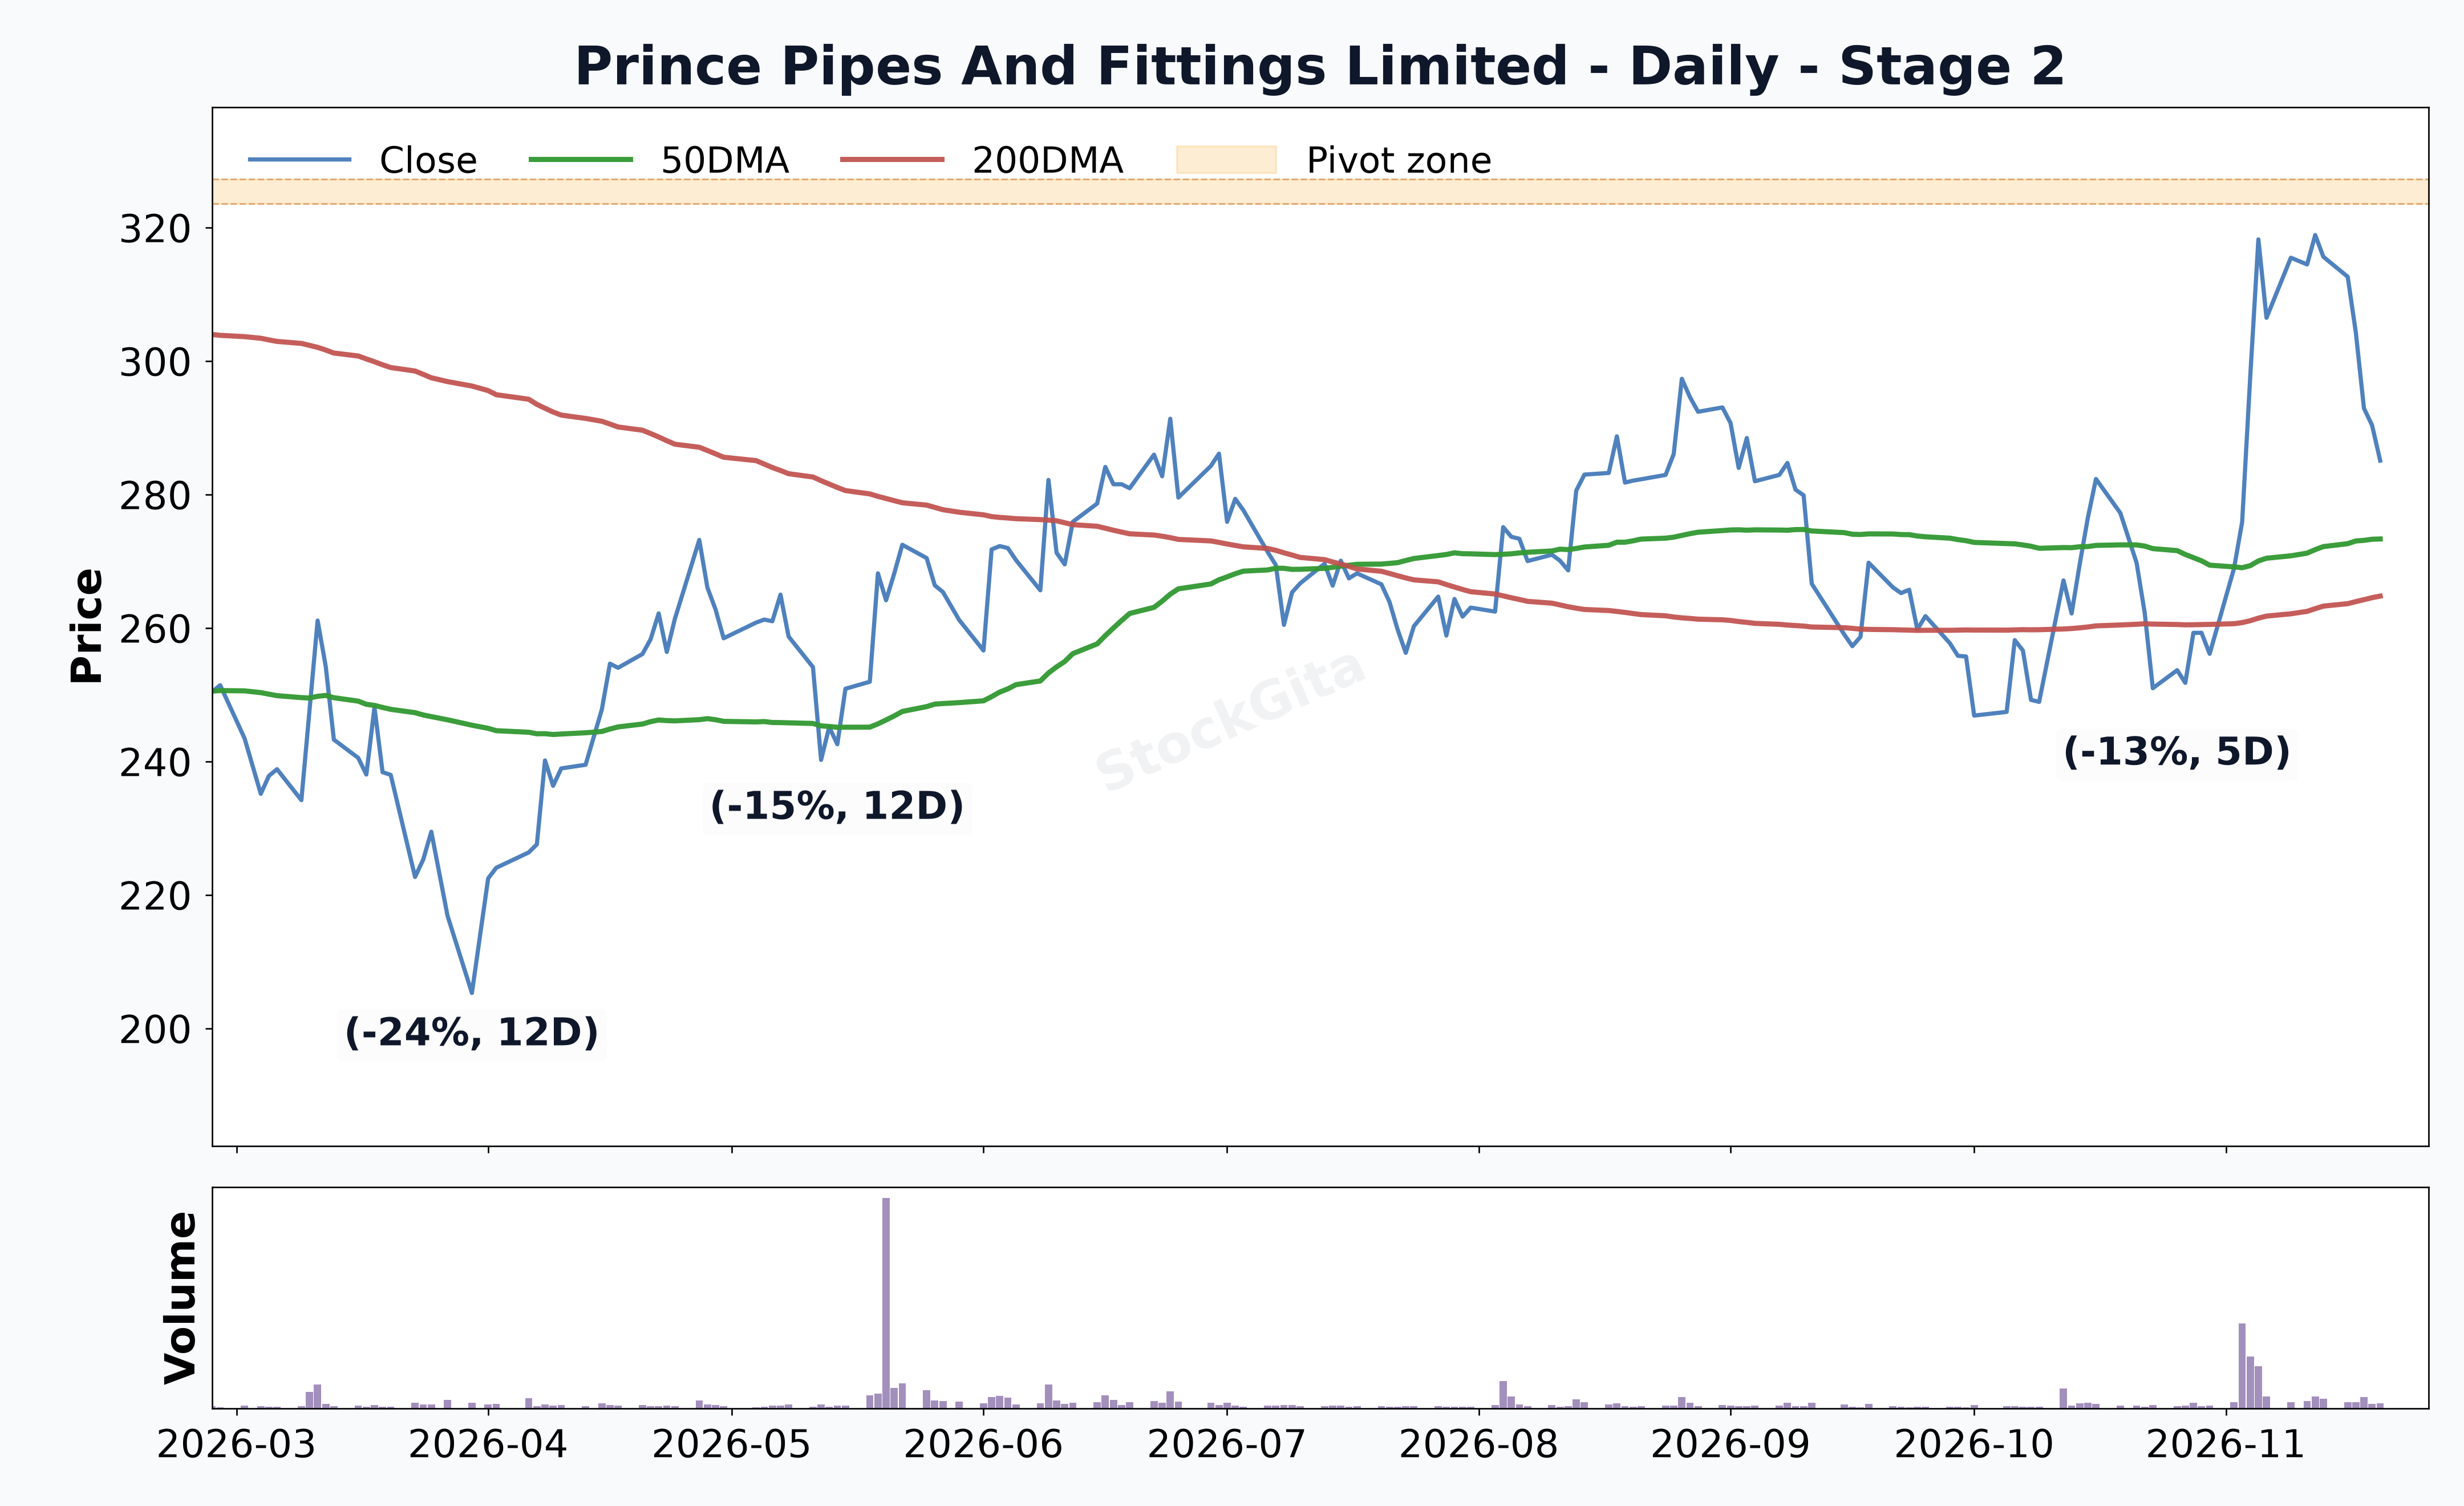 Prince Pipes And Fittings Limited - Daily - Stage 2
Close 50DMA 200DMA Pivot zone
320
300
280
260
240
220
200
Price
StockGita
(-13%, 5D)
(-15%, 12D)
(-24%, 12D)
Volume
2026-03 2026-04 2026-05 2026-06 2026-07 2026-08 2026-09 2026-10 2026-11